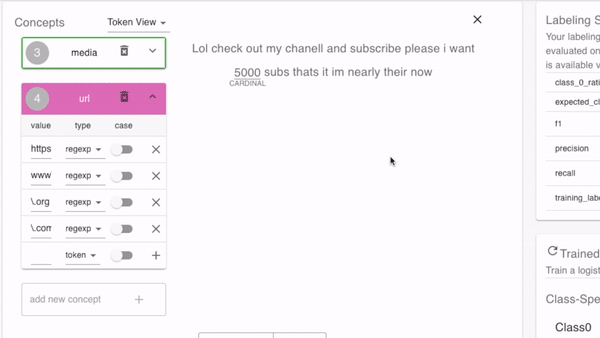 Concepts
Token View
3 media
4 url
value type case
https regexp
www regexp
\.org regexp
\.com regexp
token
add new concept
Lol check out my chanell and subscribe please i want
5000 subs thats it im nearly their now
CARDINAL
Labeling
Your labeling
evaluated on
is available v
class_0_rati
expected_cl
f1
precision
recall
training_labe
Trained
Train a logist
Class-Spe
Class0